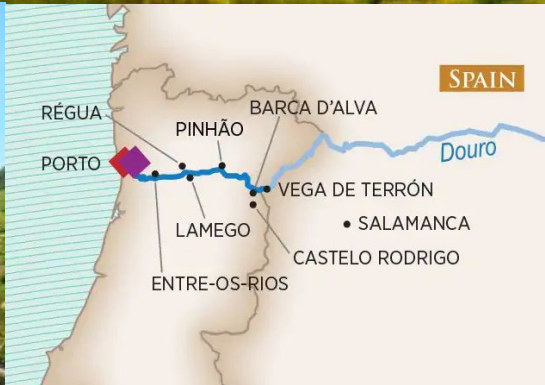 SPAIN
BARCA D'ALVA
RÉGUA
PINHÃO
Douro
PORTO
VEGA DE TERRÓN
SALAMANCA
LAMEGO
CASTELO RODRIGO
ENTRE-OS-RIOS